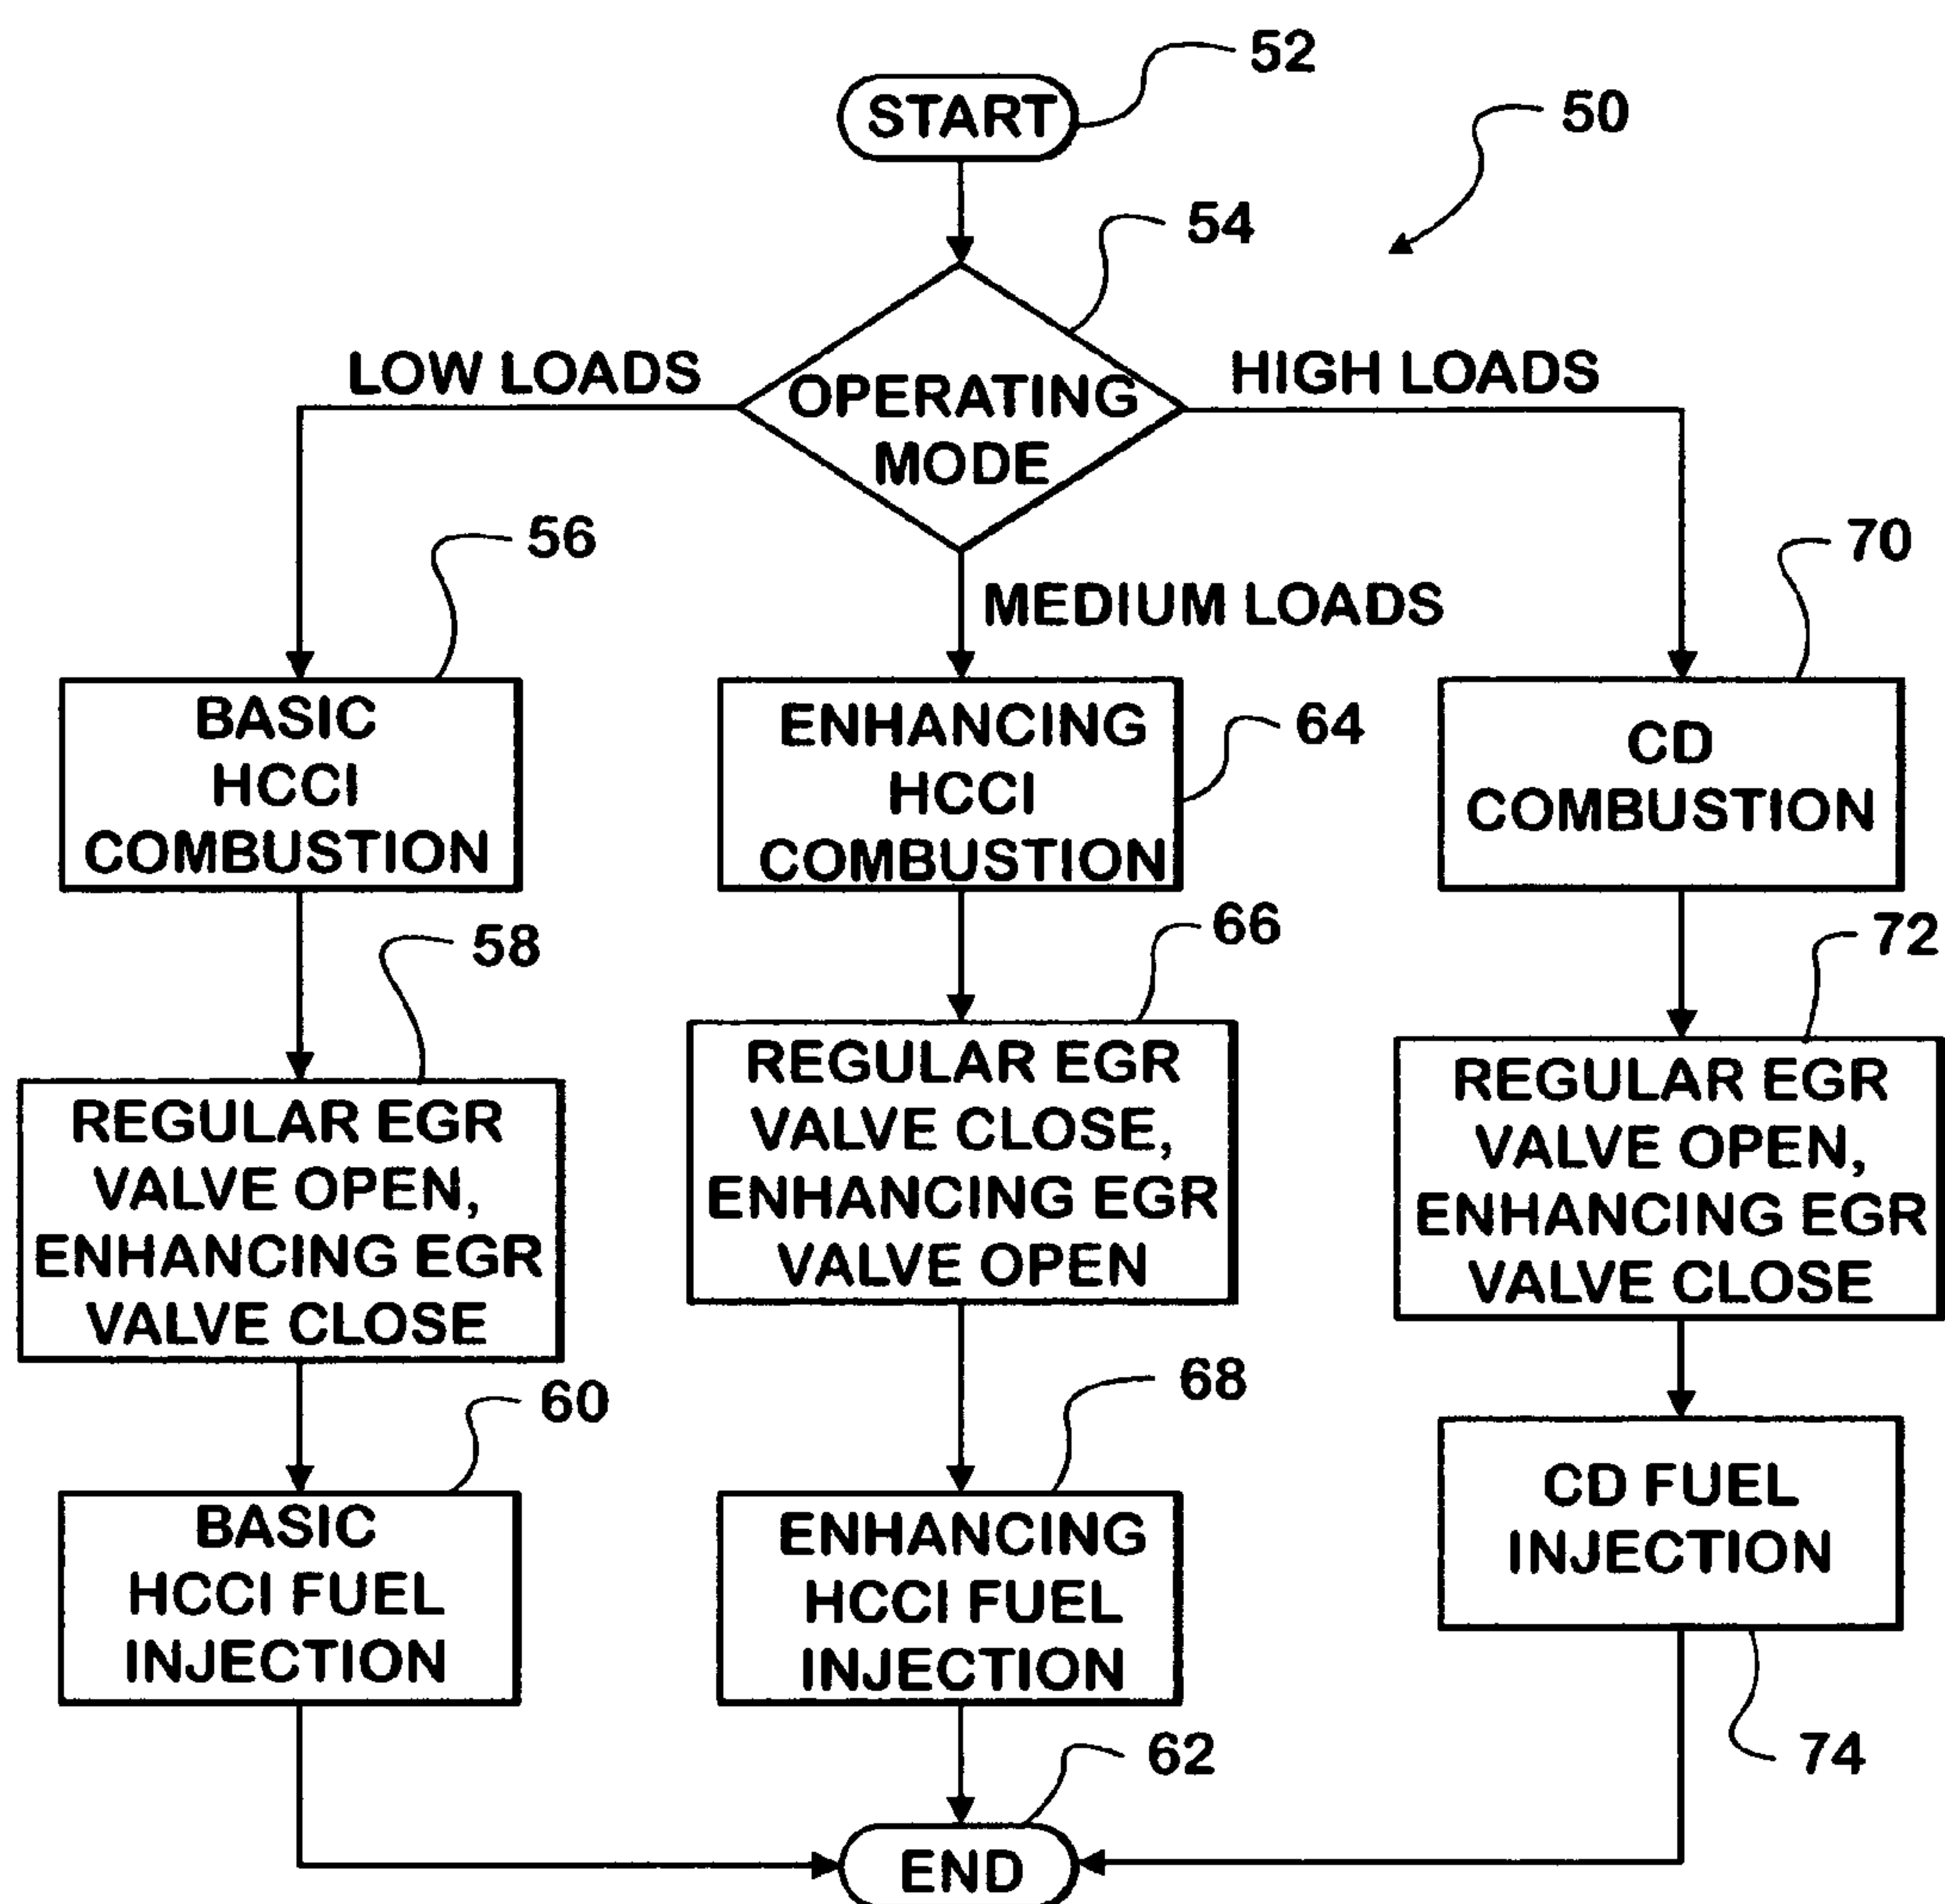 52
START
50
54
LOW LOADS
HIGH LOADS
OPERATING
MODE
56
70
MEDIUM LOADS
BASIC
HCCI
COMBUSTION
ENHANCING
HCCI
COMBUSTION
64
CD
COMBUSTION
58
66
72
REGULAR EGR
VALVE OPEN,
ENHANCING EGR
VALVE CLOSE
REGULAR EGR
VALVE CLOSE,
ENHANCING EGR
VALVE OPEN
REGULAR EGR
VALVE OPEN,
ENHANCING EGR
VALVE CLOSE
60
68
BASIC
HCCI FUEL
INJECTION
ENHANCING
HCCI FUEL
INJECTION
CD FUEL
INJECTION
62
74
END